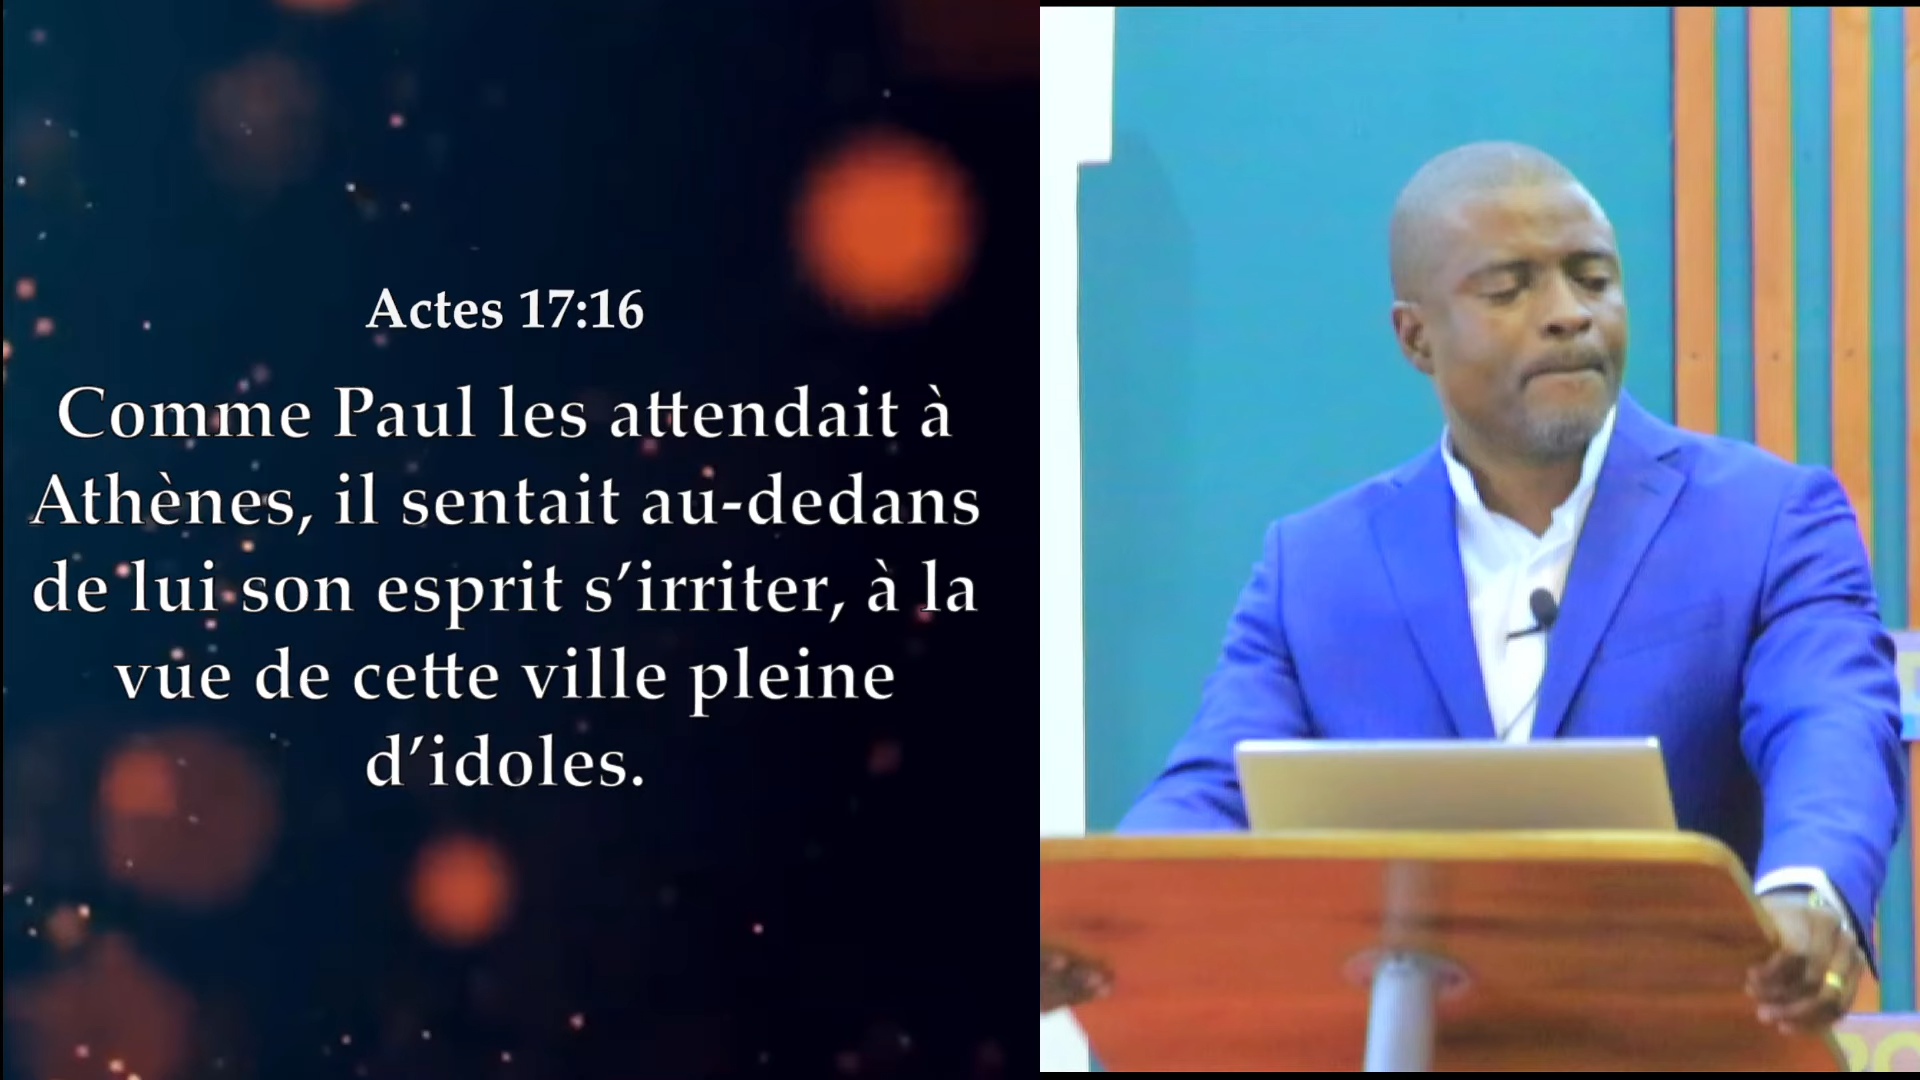 Actes 17:16
Comme Paul les attendait à
Athènes, il sentait au-dedans
de lui son esprit s’irriter, à la
vue de cette ville pleine
d’idoles.